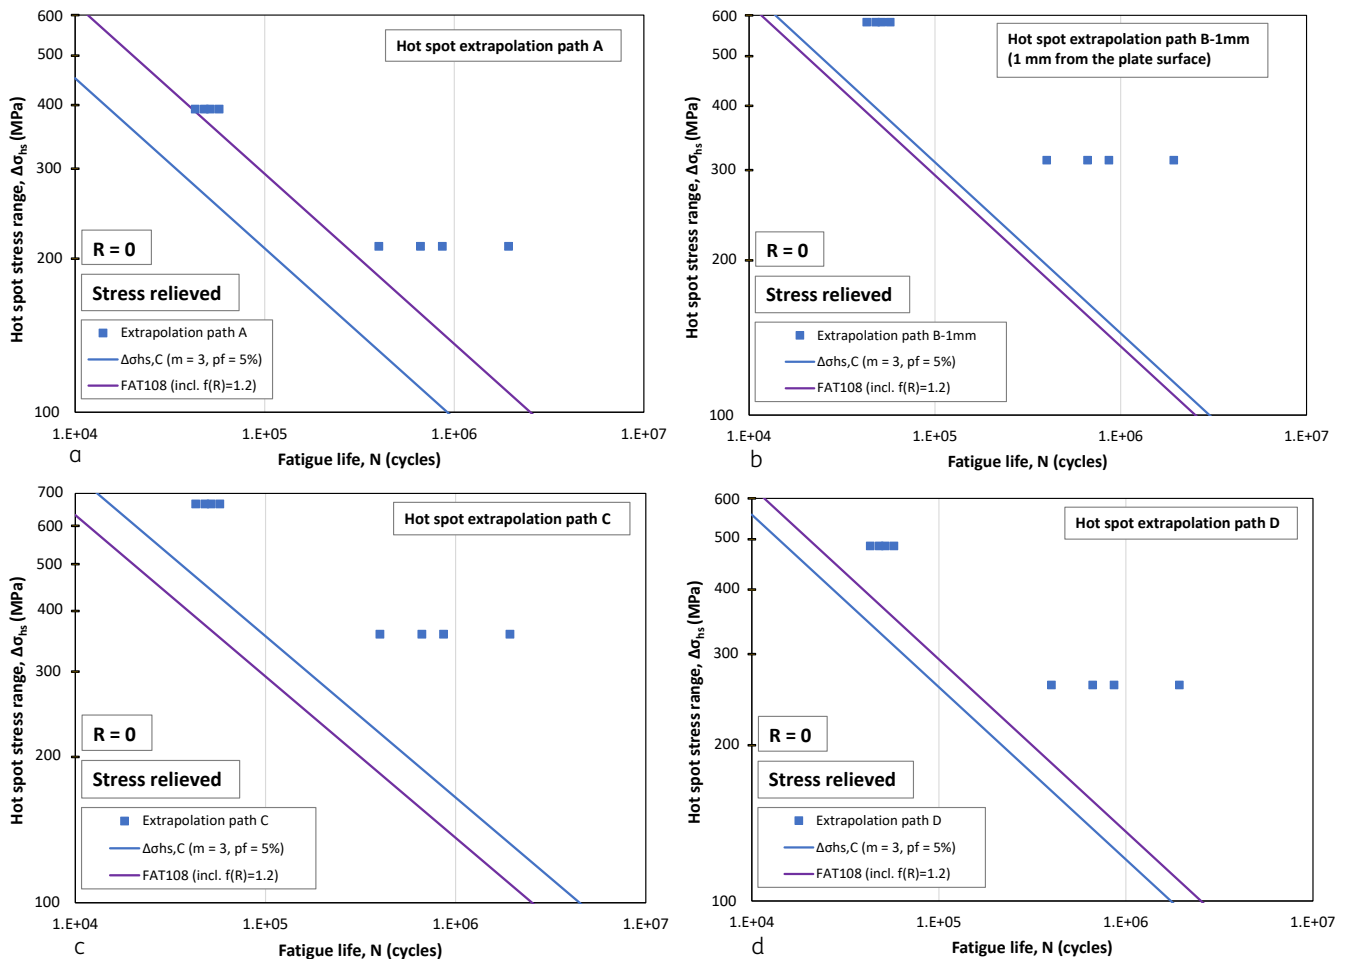 600
500
400
300
200
100
Hot spot stress range, Δσhs (MPa)
Hot spot extrapolation path A
R = 0
Stress relieved
Extrapolation path A
Δσhs,C (m = 3, pf = 5%)
FAT108 (incl. f(R)=1.2)
1.E+04
1.E+05
1.E+06
1.E+07
Fatigue life, N (cycles)
a
600
500
400
300
200
100
Hot spot stress range, Δσhs (MPa)
Hot spot extrapolation path B-1mm
(1 mm from the plate surface)
R = 0
Stress relieved
Extrapolation path B-1mm
Δσhs,C (m = 3, pf = 5%)
FAT108 (incl. f(R)=1.2)
1.E+04
1.E+05
1.E+06
1.E+07
Fatigue life, N (cycles)
b
700
600
500
400
300
200
100
Hot spot stress range, Δσhs (MPa)
Hot spot extrapolation path C
R = 0
Stress relieved
Extrapolation path C
Δσhs,C (m = 3, pf = 5%)
FAT108 (incl. f(R)=1.2)
1.E+04
1.E+05
1.E+06
1.E+07
Fatigue life, N (cycles)
c
600
500
400
300
200
100
Hot spot stress range, Δσhs (MPa)
Hot spot extrapolation path D
R = 0
Stress relieved
Extrapolation path D
Δσhs,C (m = 3, pf = 5%)
FAT108 (incl. f(R)=1.2)
1.E+04
1.E+05
1.E+06
1.E+07
Fatigue life, N (cycles)
d